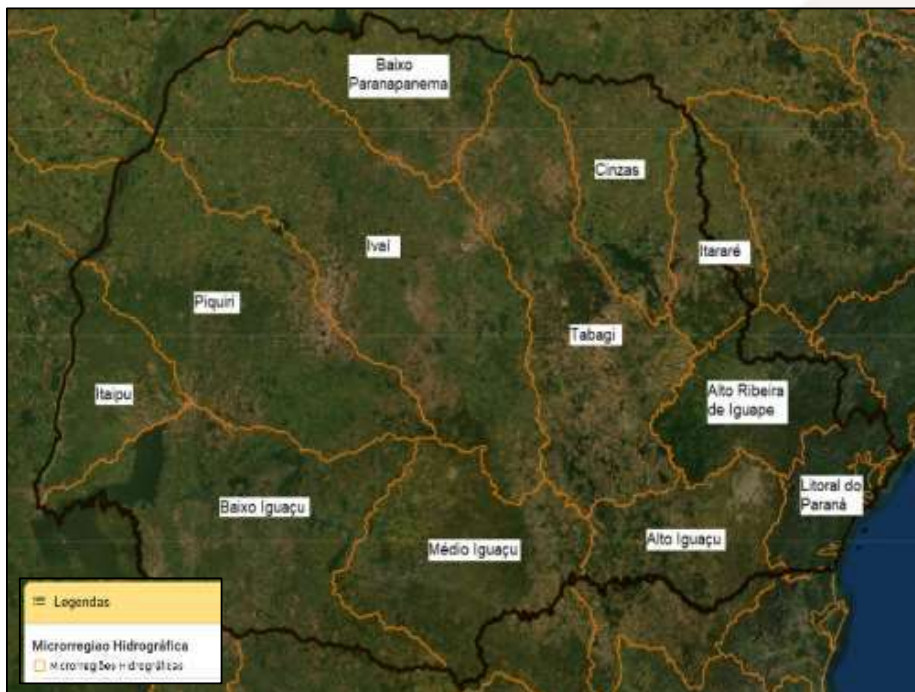 Baixo
Paranapanema
Cinzas
Ivaí
Itararé
Piquiri
Tabagi
Itaipu
Alto Ribeira
de Iguape
Litoral do
Paraná
Baixo Iguaçu
Médio Iguaçu
Alto Iguaçu
Legendas
Microrregiao Hidrográfica
Microrregiões Hidrográficas